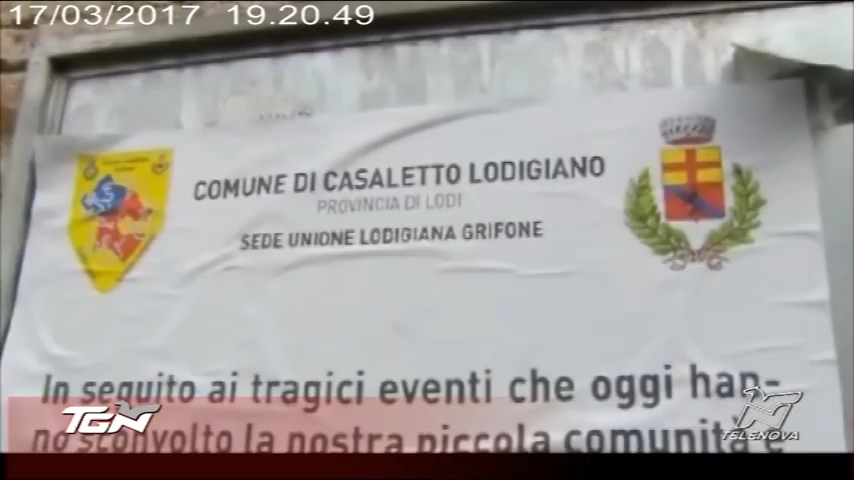 17/03/2017 19.20.49
COMUNE DI CASALETTO LODIGIANO
PROVINCIA DI LODI
SEDE UNIONE LODIGIANA GRIFONE
In seguito ai tragici eventi che oggi han-
no sconvolto la nostra piccola comunità è
TGN
TELENOVA